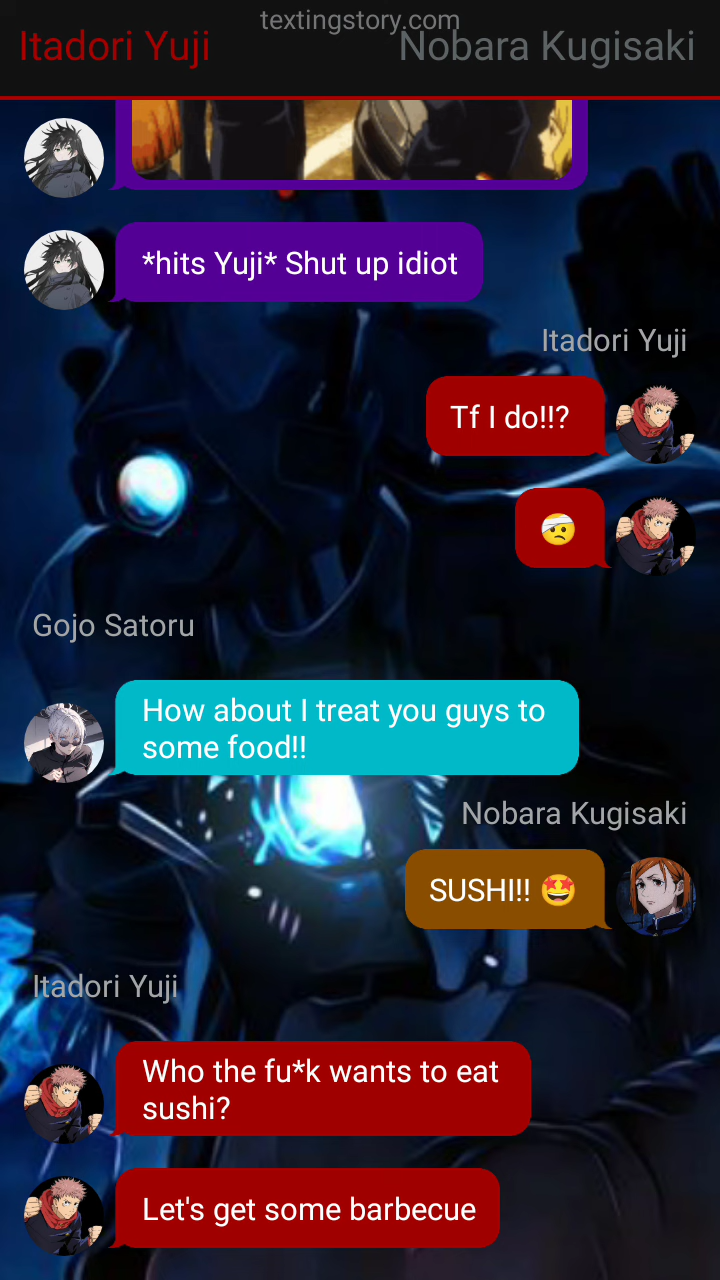 textingstory.com
Itadori Yuji
Nobara Kugisaki
*hits Yuji* Shut up idiot
Itadori Yuji
Tf I do!!?
🤕
Gojo Satoru
How about I treat you guys to
some food!!
Nobara Kugisaki
SUSHI!! 🤩
Itadori Yuji
Who the fu*k wants to eat
sushi?
Let's get some barbecue